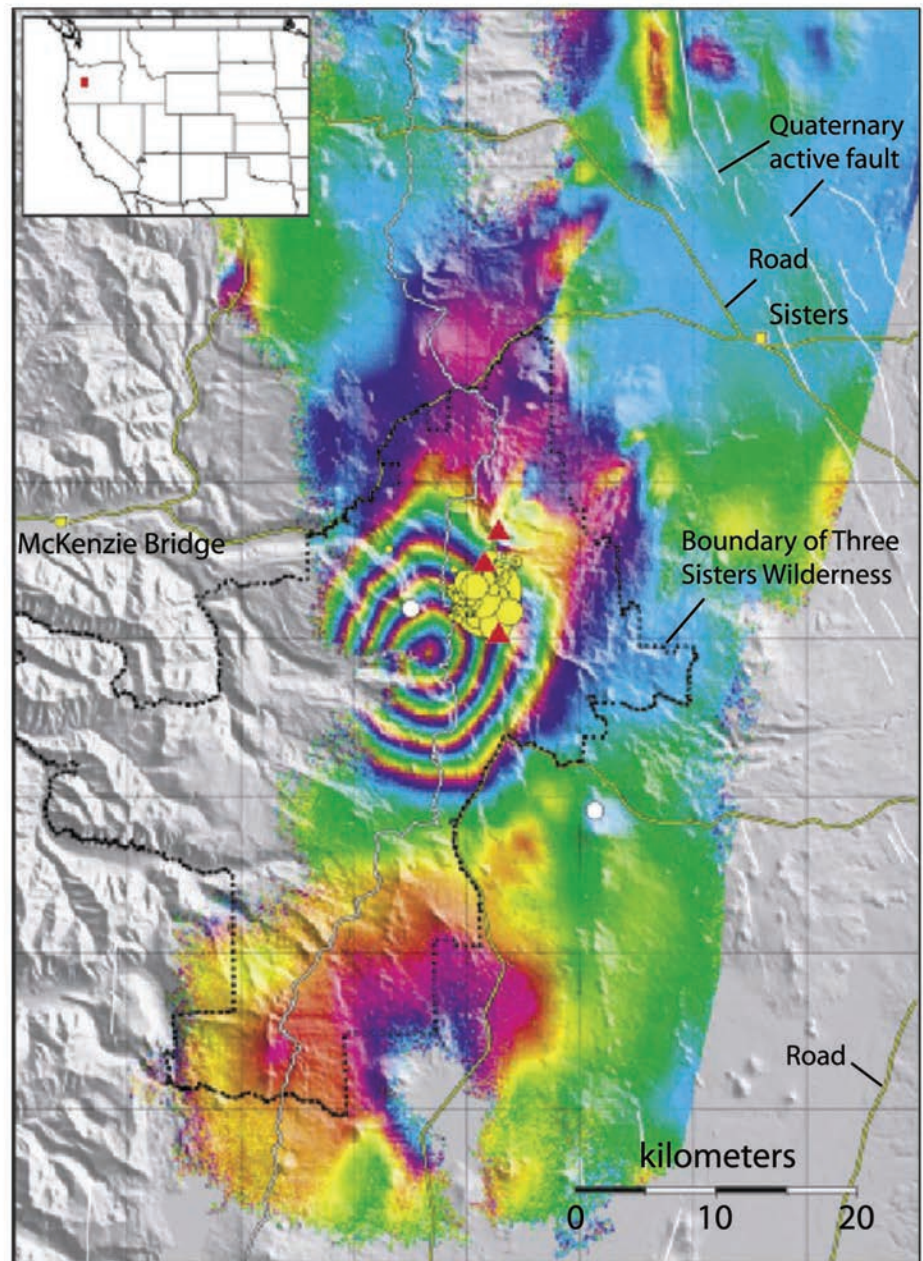 Quaternary
active fault
Road
Sisters
McKenzie Bridge
Boundary of Three
Sisters Wilderness
Road
kilometers
0 10 20